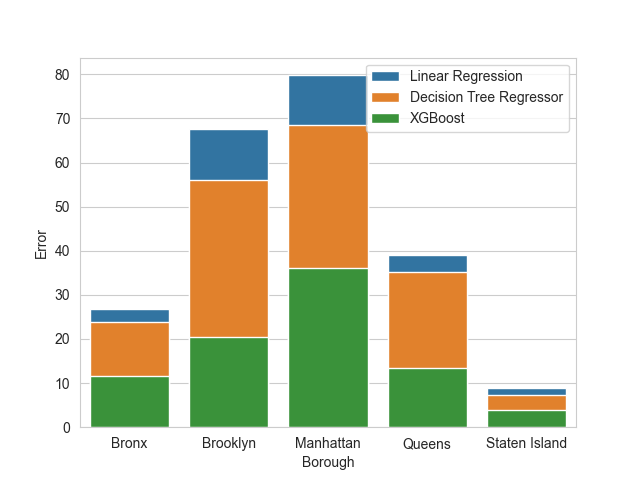 Linear Regression
Decision Tree Regressor
XGBoost
80
70
60
50
40
30
20
10
0
Error
Bronx Brooklyn Manhattan Queens Staten Island
Borough